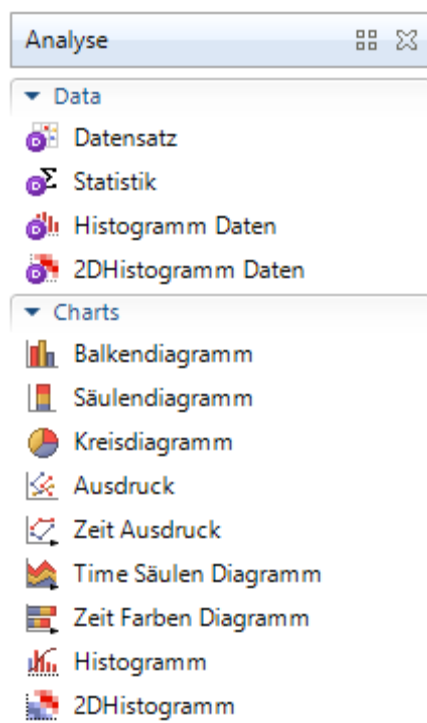 Analyse
Data
Datensatz
Statistik
Histogramm Daten
2DHistogramm Daten
Charts
Balkendiagramm
Säulendiagramm
Kreisdiagramm
Ausdruck
Zeit Ausdruck
Time Säulen Diagramm
Zeit Farben Diagramm
Histogramm
2DHistogramm